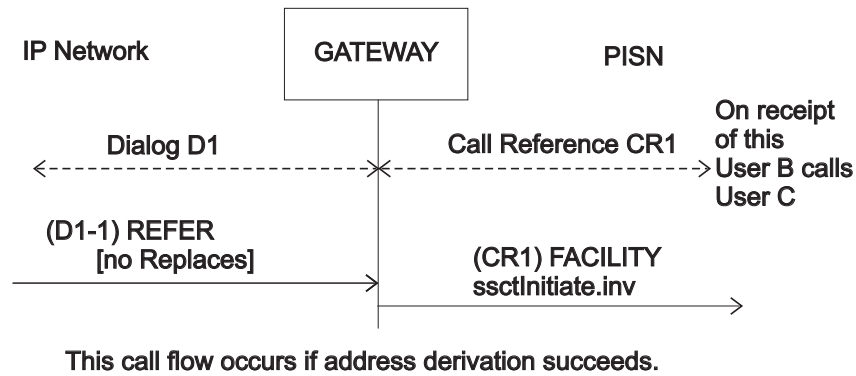 IP Network
GATEWAY
PISN
Dialog D1
Call Reference CR1
On receipt
of this
User B calls
User C
(D1-1) REFER
[no Replaces]
(CR1) FACILITY
ssctInitiate.inv
This call flow occurs if address derivation succeeds.